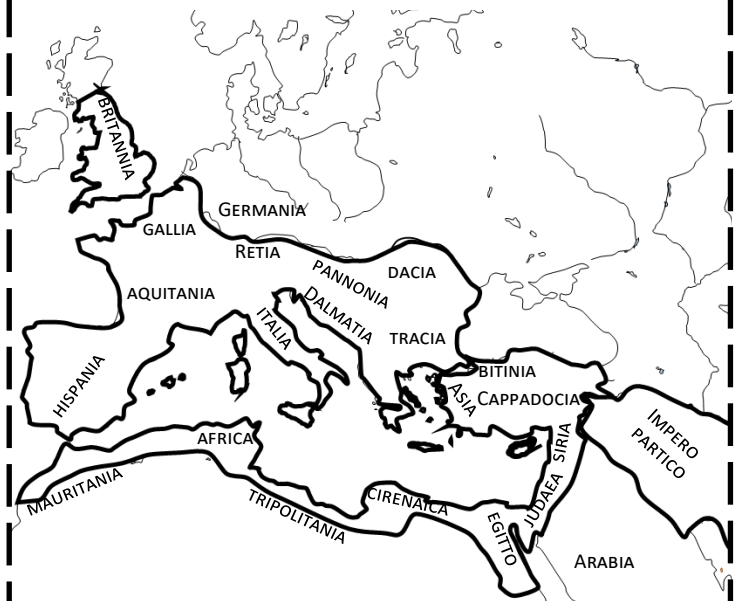 BRITANNIA
GERMANIA
GALLIA
RETIA
PANNONIA
DACIA
AQUITANIA
DALMATIA
ITALIA
TRACIA
HISPANIA
BITINIA
ASIA
CAPPADOCIA
IMPERO
PARTICO
AFRICA
SIRIA
MAURITANIA
TRIPOLITANIA
CIRENAICA
JUDAEA
EGITTO
ARABIA